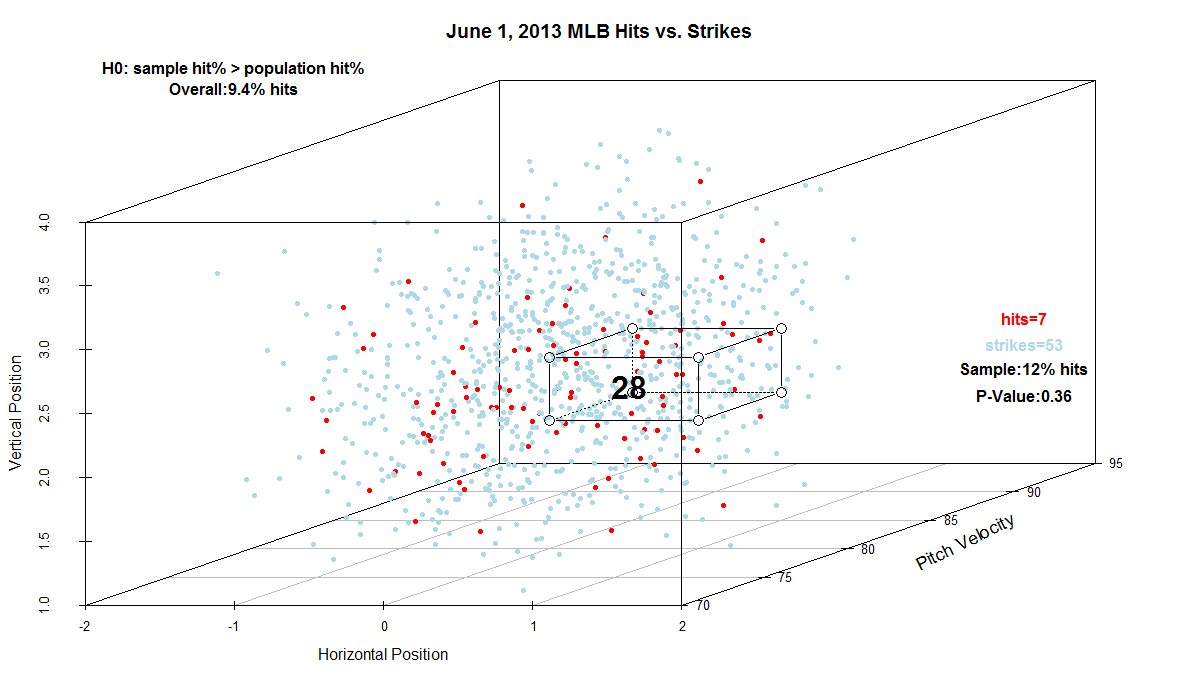 June 1, 2013 MLB Hits vs. Strikes
H0: sample hit% > population hit%
Overall:9.4% hits
4.0
3.5
3.0
2.5
2.0
1.5
1.0
Vertical Position
28
hits=7
strikes=53
Sample:12% hits
P-Value:0.36
95
90
85
80
75
70
Pitch Velocity
-2 -1 0 1 2
Horizontal Position